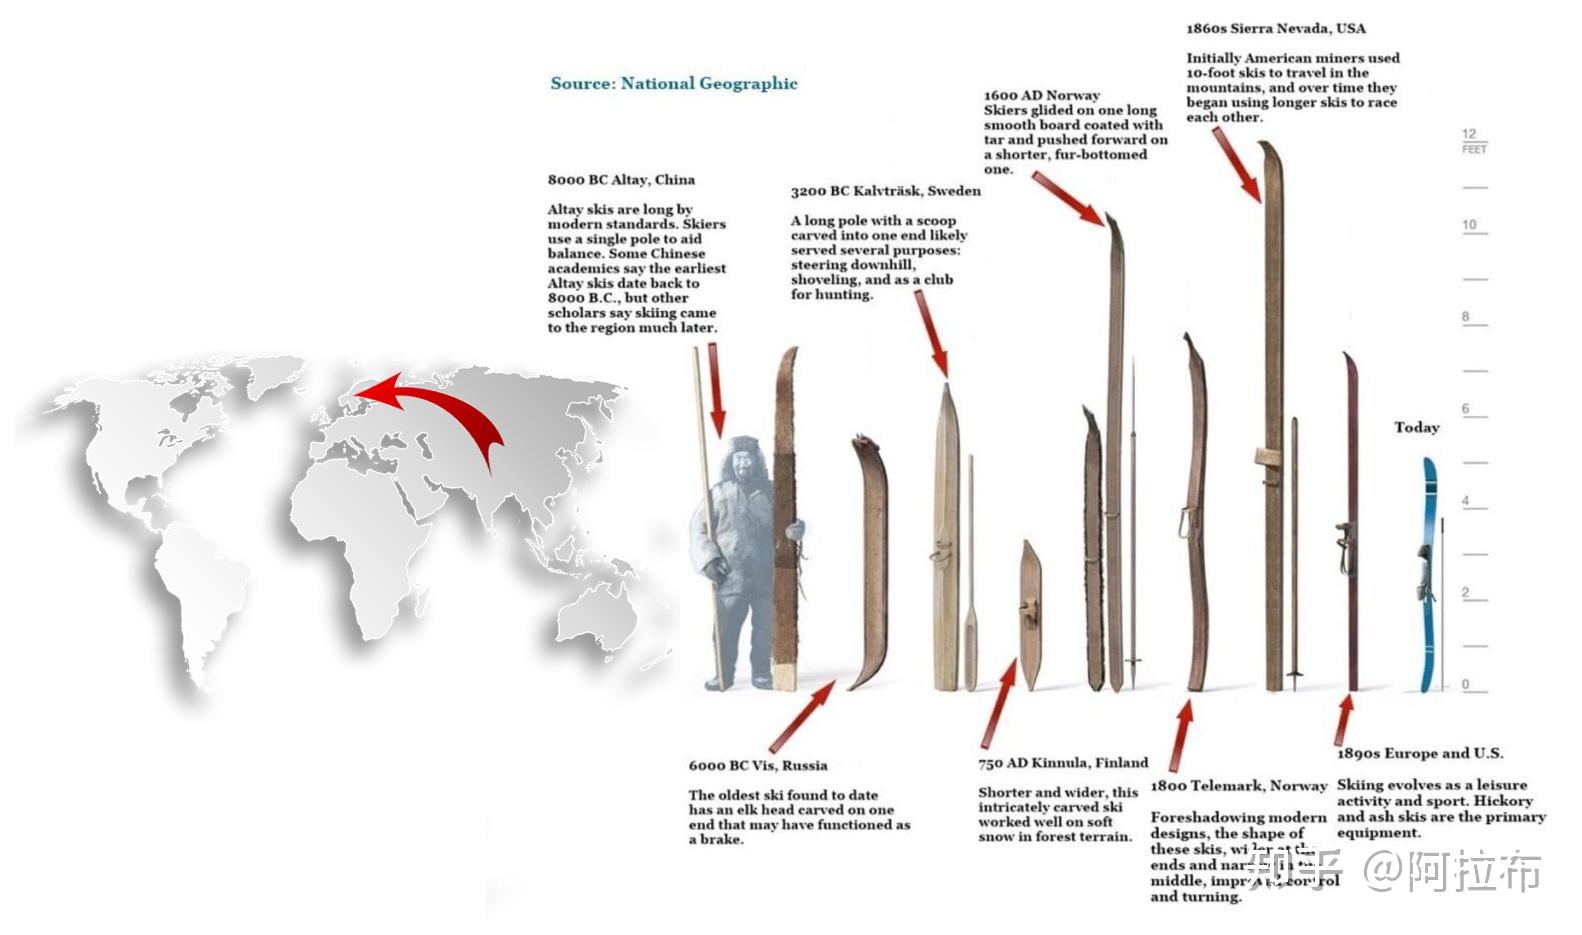 Source: National Geographic
8000 BC Altay, China
Altay skis are long by
modern standards. Skiers
use a single pole to aid
balance. Some Chinese
academics say the earliest
Altay skis date back to
8000 B.C., but other
scholars say skiing came
to the region much later.
6000 BC Vis, Russia
The oldest ski found to date
has an elk head carved on one
end that may have functioned as
a brake.
3200 BC Kalvträsk, Sweden
A long pole with a scoop
carved into one end likely
served several purposes:
steering downhill,
shoveling, and as a club
for hunting.
750 AD Kinnula, Finland
Shorter and wider, this
intricately carved ski
worked well on soft
snow in forest terrain.
1600 AD Norway
Skiers glided on one long
smooth board coated with
tar and pushed forward on
a shorter, fur-bottomed
one.
1800 Telemark, Norway
Foreshadowing modern
designs, the shape of
these skis, wider at the
ends and narrow in the
middle, improved control
and turning.
1860s Sierra Nevada, USA
Initially American miners used
10-foot skis to travel in the
mountains, and over time they
began using longer skis to race
each other.
1890s Europe and U.S.
Skiing evolves as a leisure
activity and sport. Hickory
and ash skis are the primary
equipment.
Today
12
FEET
10
8
6
4
2
0
知乎 @阿拉布